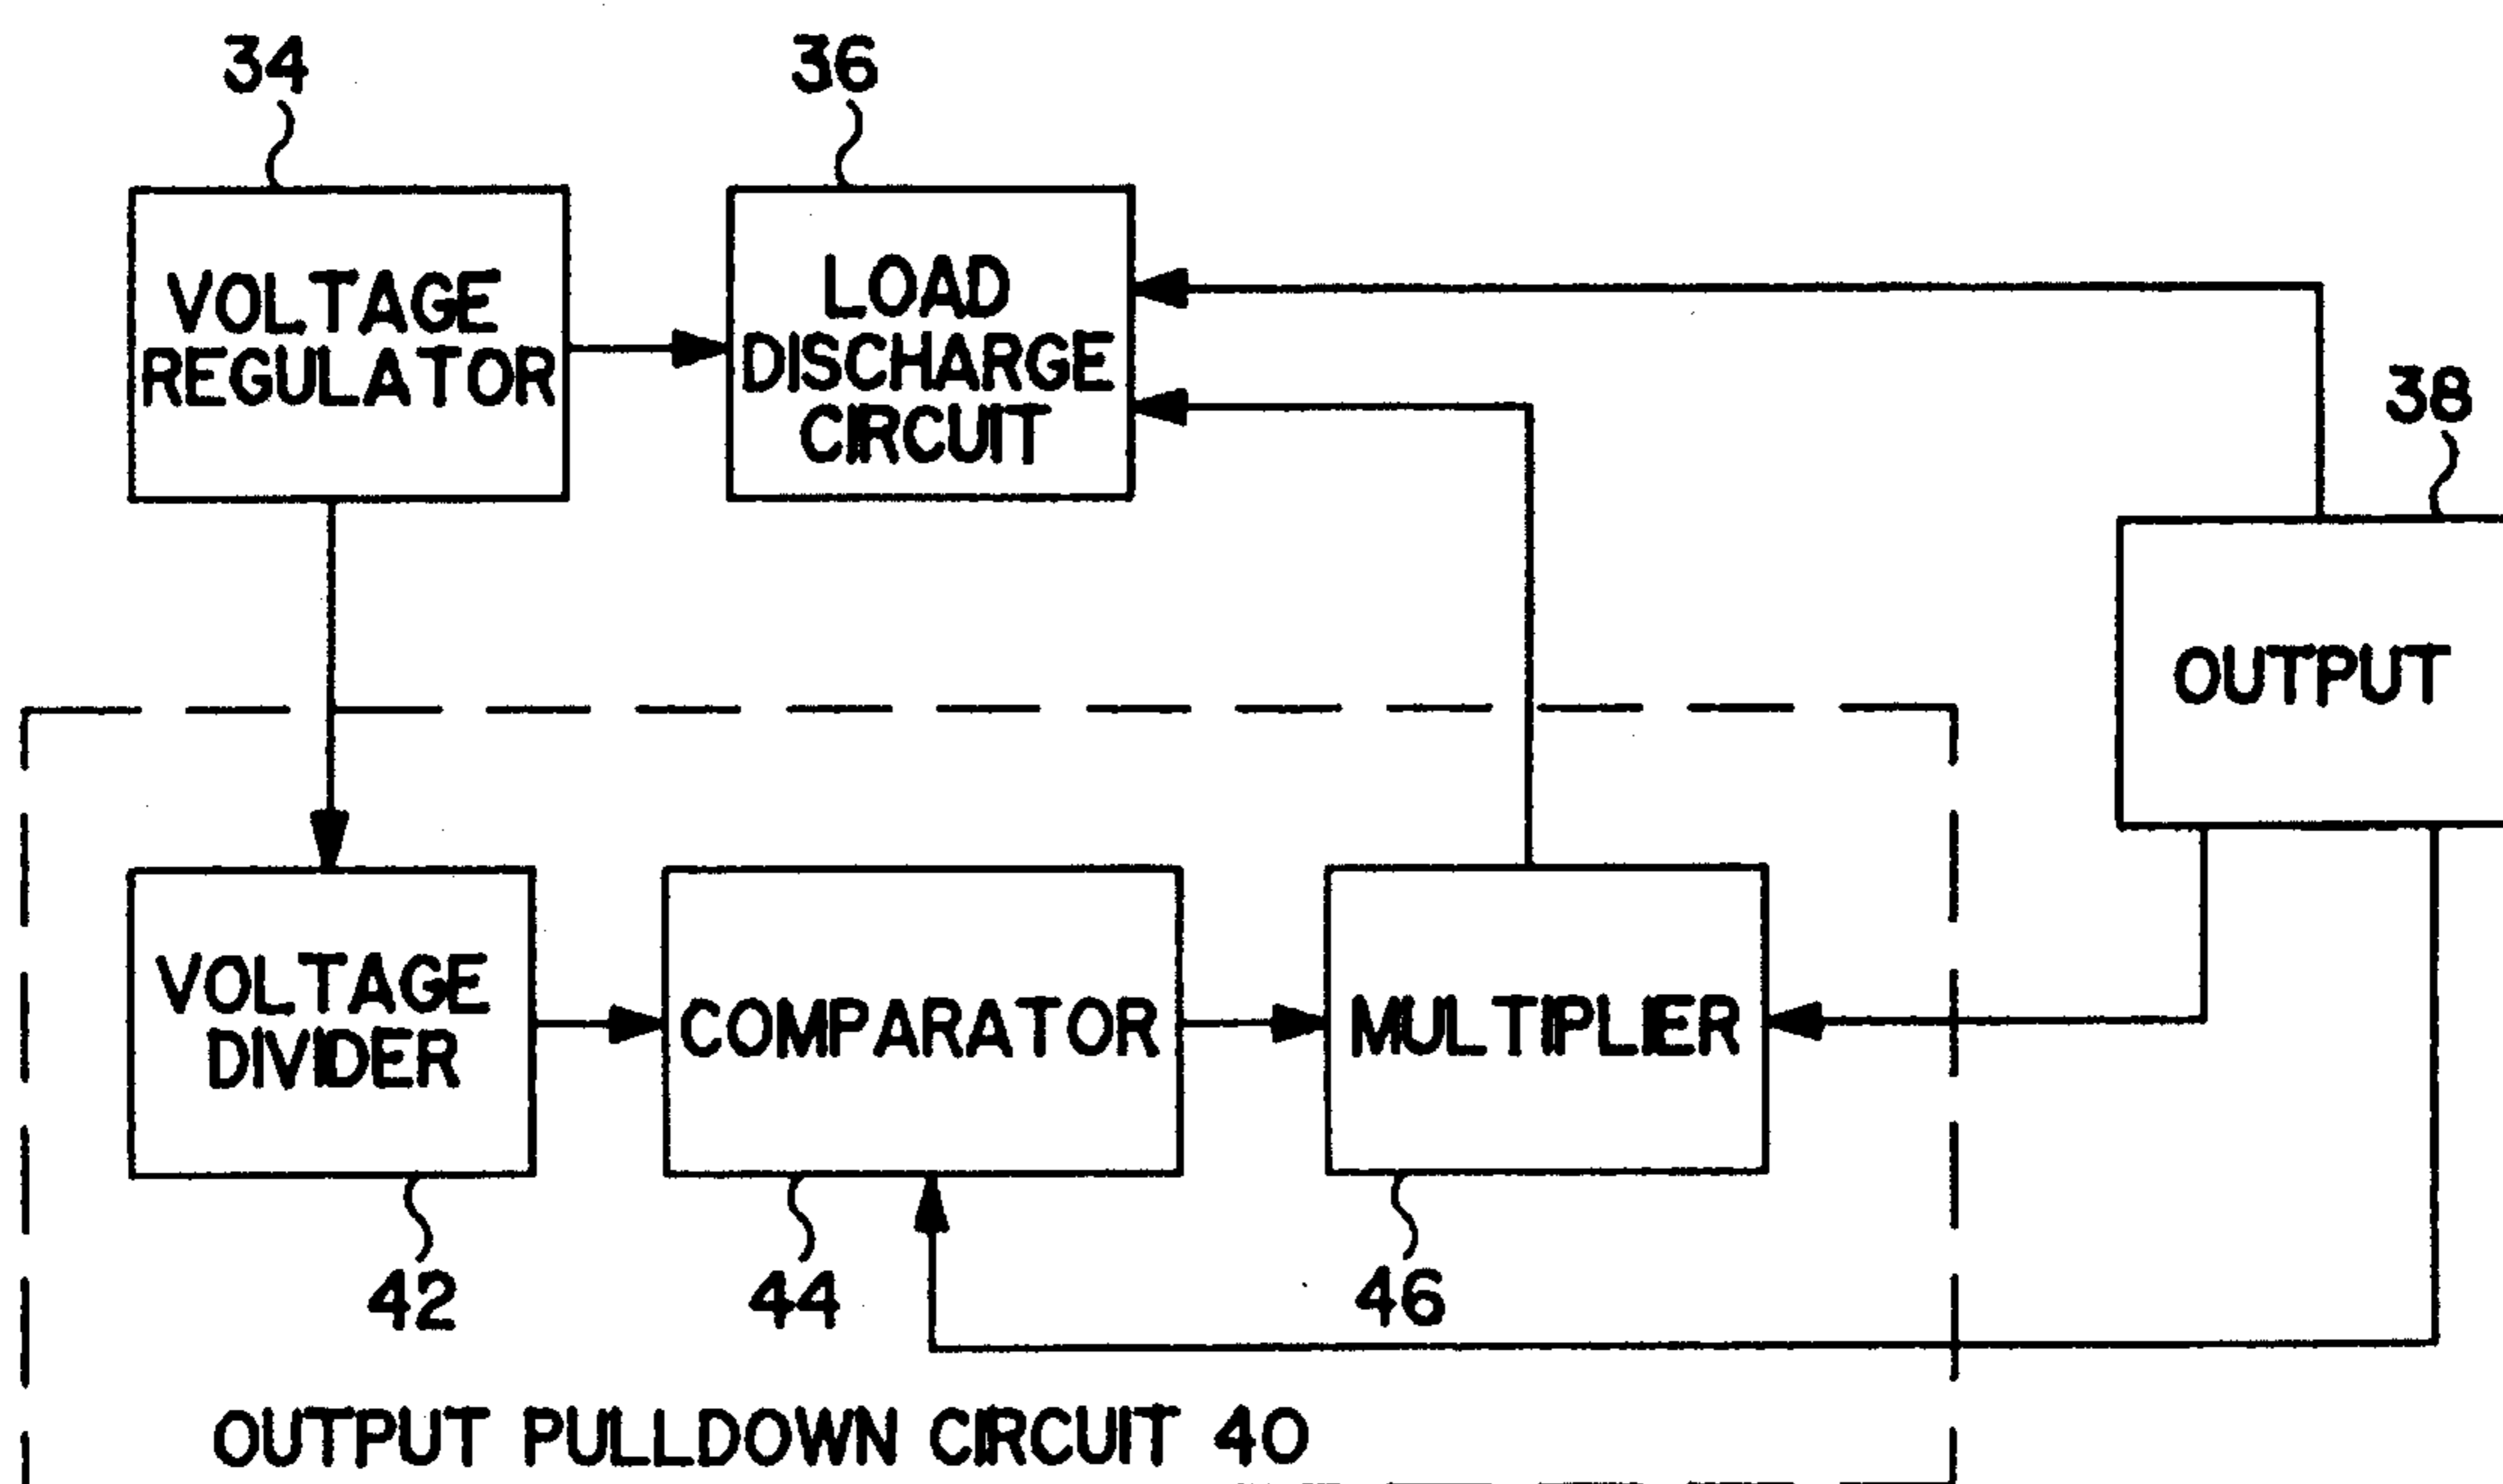 34
36
VOLTAGE
REGULATOR
LOAD
DISCHARGE
CIRCUIT
38
OUTPUT
VOLTAGE
DIVIDER
COMPARATOR
MULTIPLIER
42
44
46
OUTPUT PULLDOWN CIRCUIT 40